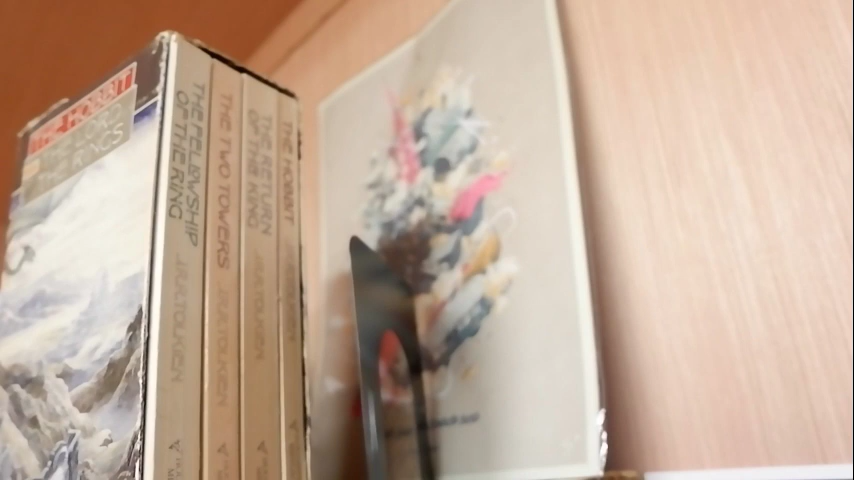 THE HOBBIT
THE LORD
OF THE RINGS
THE FELLOWSHIP
OF THE RING
J.R.R.TOLKIEN
THE TWO TOWERS
J.R.R.TOLKIEN
THE RETURN
OF THE KING
J.R.R.TOLKIEN
THE HOBBIT
J.R.R.TOLKIEN